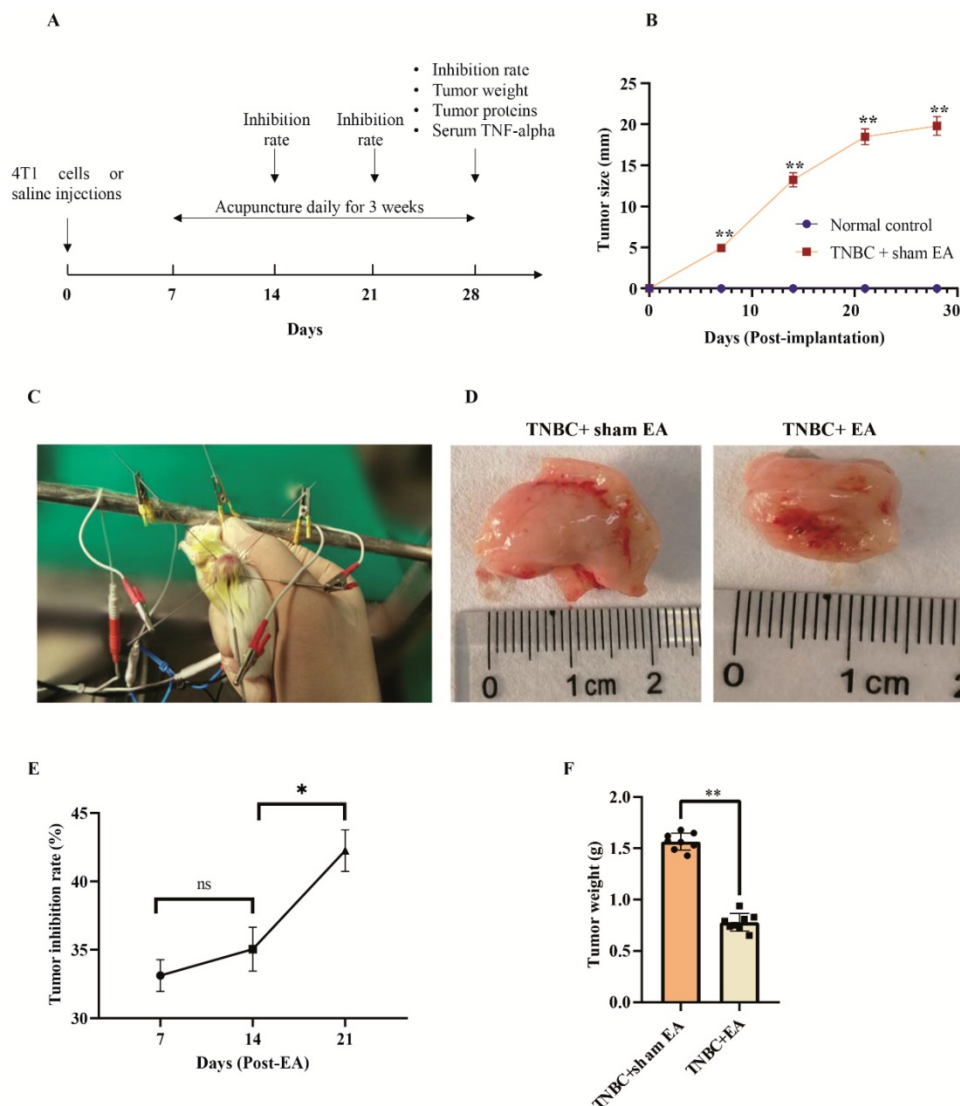 A
• Inhibition rate
• Tumor weight
• Tumor proteins
• Serum TNF-alpha
Inhibition
rate
Inhibition
rate
4T1 cells or
saline injections
Acupuncture daily for 3 weeks
0 7 14 21 28
Days
B
Tumor size (mm)
25
20
15
10
5
0
** ** ** **
Normal control
TNBC + sham EA
0 10 20 30
Days (Post-implantation)
C
D
TNBC+ sham EA
0 1 cm 2
TNBC+ EA
0 1 cm 2
E
Tumor inhibition rate (%)
45
40
35
30
ns
*
7 14 21
Days (Post-EA)
F
Tumor weight (g)
2.0
1.5
1.0
0.5
0.0
**
TNBC+sham EA
TNBC+EA